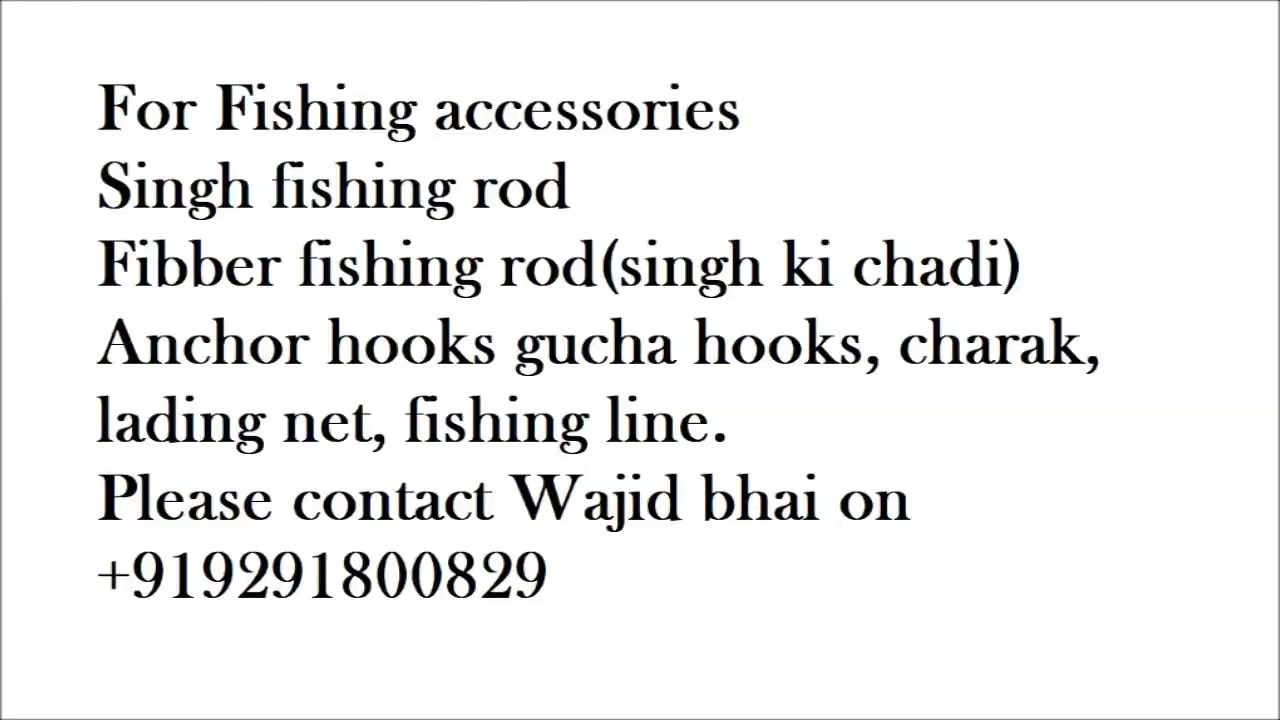 For Fishing accessories
Singh fishing rod
Fibber fishing rod(singh ki chadi)
Anchor hooks gucha hooks, charak,
lading net, fishing line.
Please contact Wajid bhai on
+919291800829